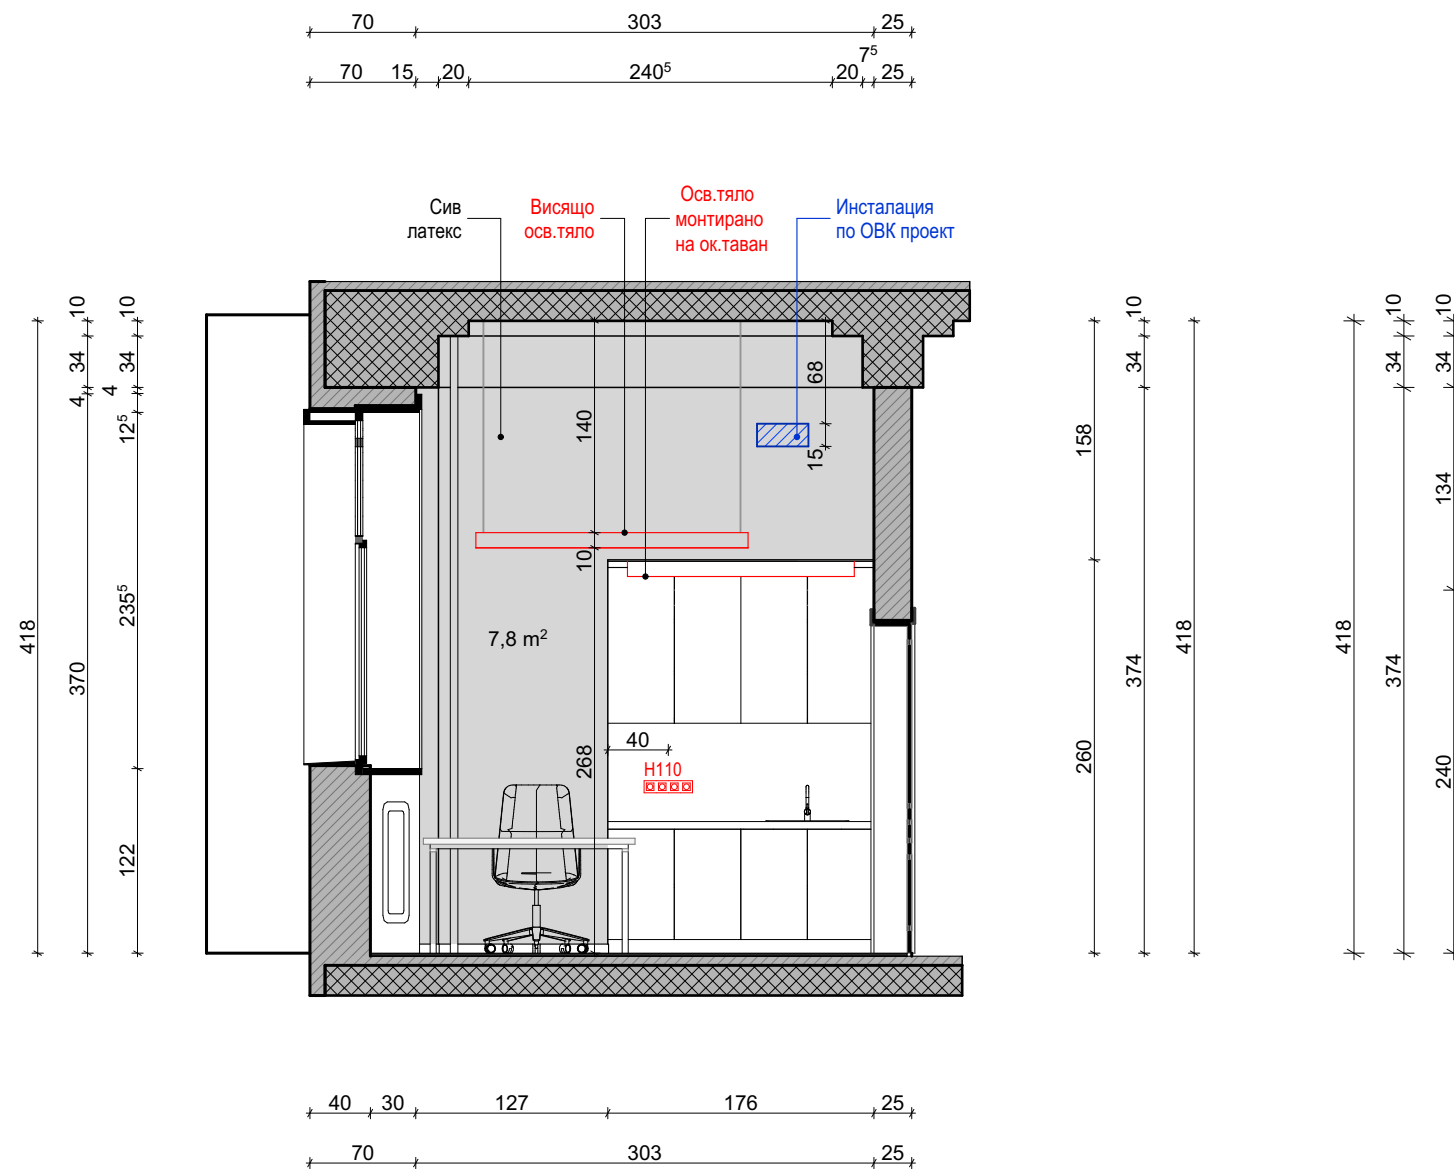 70 303 25
7⁵
70 15 20 240⁵ 20 25
Сив
латекс
Висящо
осв.тяло
Осв.тяло
монтирано
на ок.таван
Инсталация
по ОВК проект
418
10
34
4
370
10
34
4
12⁵
235⁵
122
140
10
268
68
15
7,8 m²
40
H110
158
260
10
34
374
418
418
10
34
374
10
34
134
240
40 30 127 176 25
70 303 25